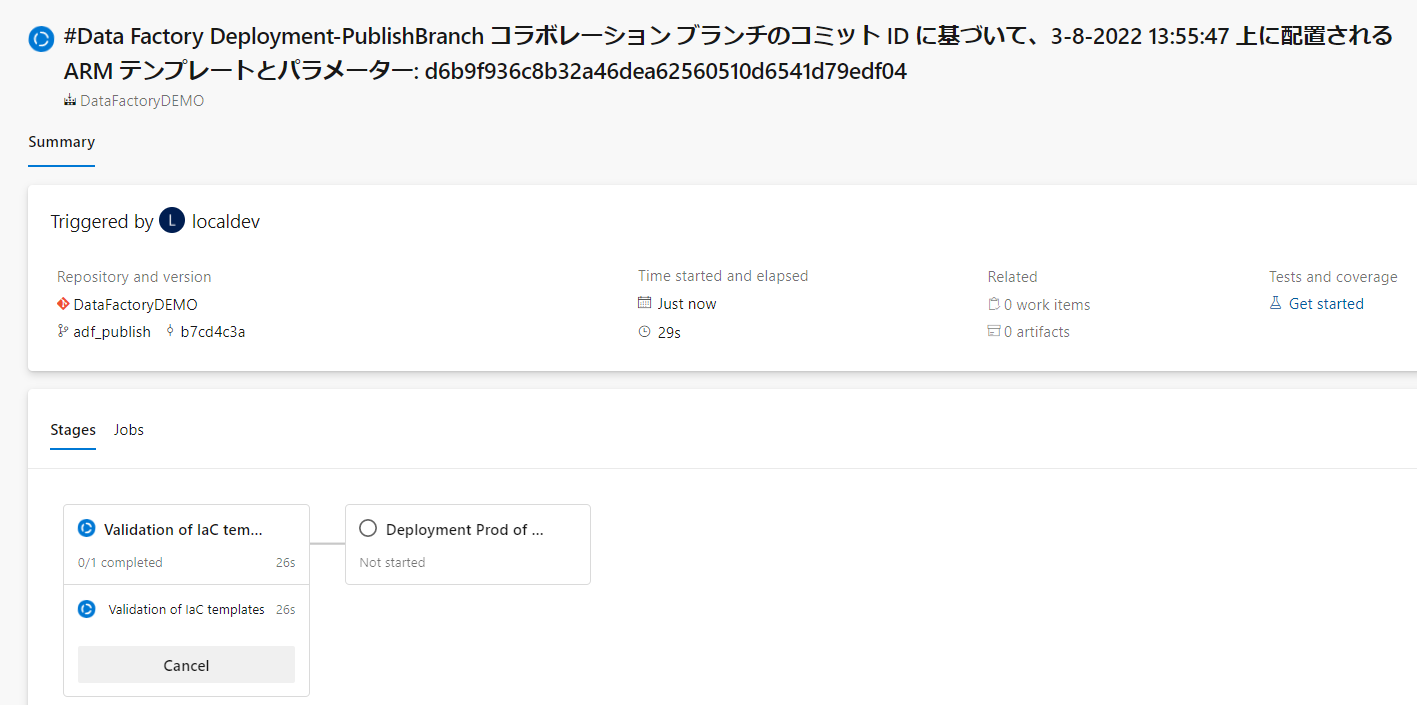 #Data Factory Deployment-PublishBranch コラボレーション ブランチのコミット ID に基づいて、3-8-2022 13:55:47 上に配置される
ARM テンプレートとパラメーター: d6b9f936c8b32a46dea62560510d6541d79edf04
DataFactoryDEMO
Summary
Triggered by L localdev
Repository and version
DataFactoryDEMO
adf_publish b7cd4c3a
Time started and elapsed
Just now
29s
Related
0 work items
0 artifacts
Tests and coverage
Get started
Stages Jobs
Validation of IaC tem...
0/1 completed 26s
Validation of IaC templates 26s
Cancel
Deployment Prod of ...
Not started